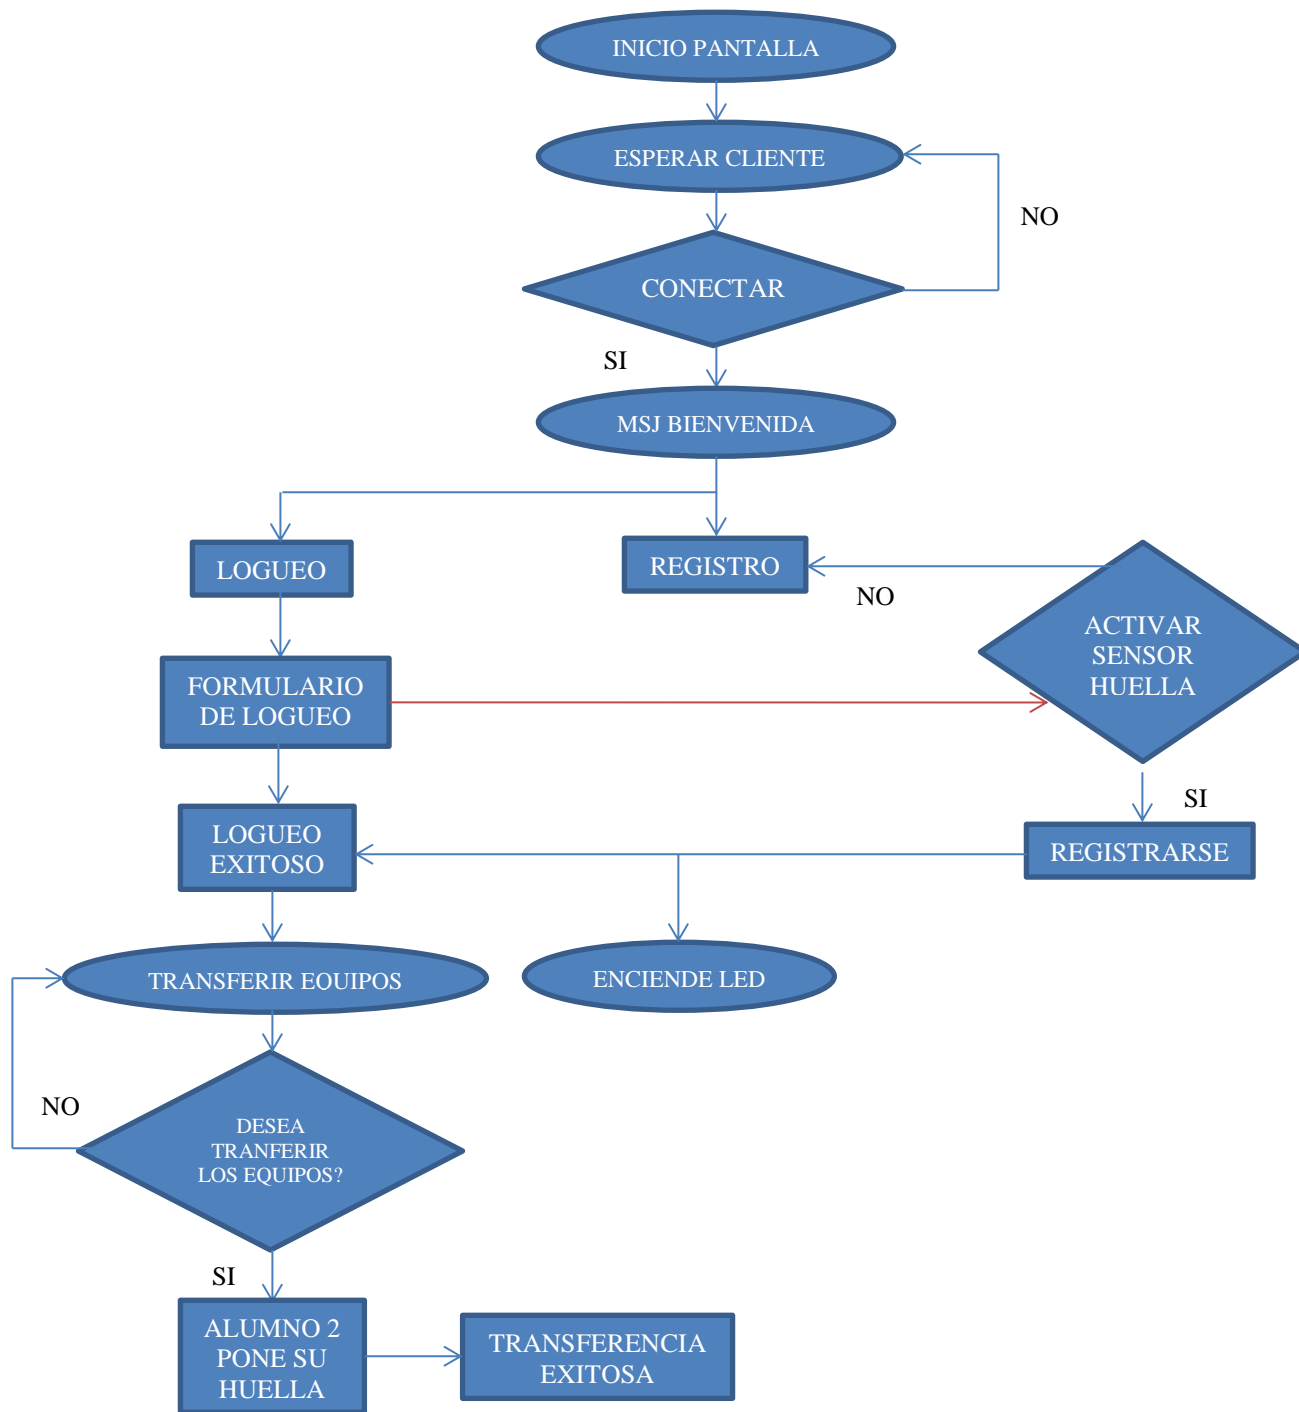 INICIO PANTALLA
ESPERAR CLIENTE
NO
CONECTAR
SI
MSJ BIENVENIDA
LOGUEO
REGISTRO
NO
ACTIVAR
SENSOR
HUELLA
FORMULARIO
DE LOGUEO
SI
LOGUEO
EXITOSO
REGISTRARSE
TRANSFERIR EQUIPOS
ENCIENDE LED
NO
DESEA
TRANFERIR
LOS EQUIPOS?
SI
ALUMNO 2
PONE SU
HUELLA
TRANSFERENCIA
EXITOSA